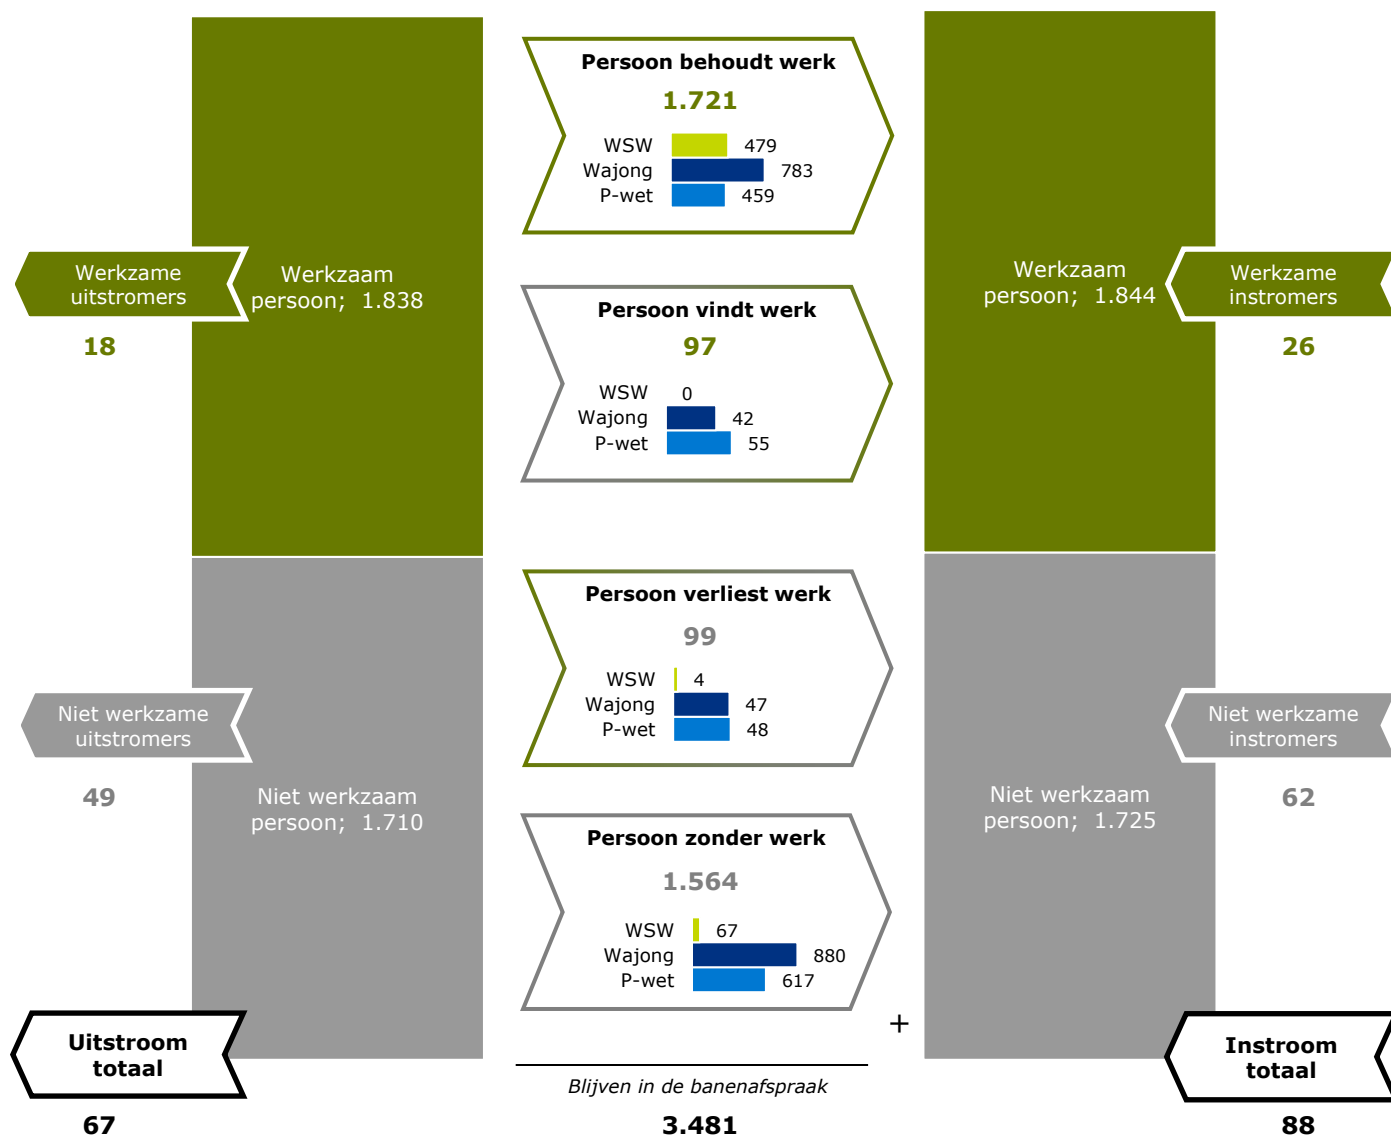 Werkzame
uitstromers
18
Werkzaam
persoon; 1.838
Niet werkzame
uitstromers
49
Niet werkzaam
persoon; 1.710
Uitstroom
totaal
67
Persoon behoudt werk
1.721
WSW 479
Wajong 783
P-wet 459
Persoon vindt werk
97
WSW 0
Wajong 42
P-wet 55
Persoon verliest werk
99
WSW 4
Wajong 47
P-wet 48
Persoon zonder werk
1.564
WSW 67
Wajong 880
P-wet 617
+
Blijven in de banenafspraak
3.481
Werkzaam
persoon; 1.844
Werkzame
instromers
26
Niet werkzaam
persoon; 1.725
Niet werkzame
instromers
62
Instroom
totaal
88